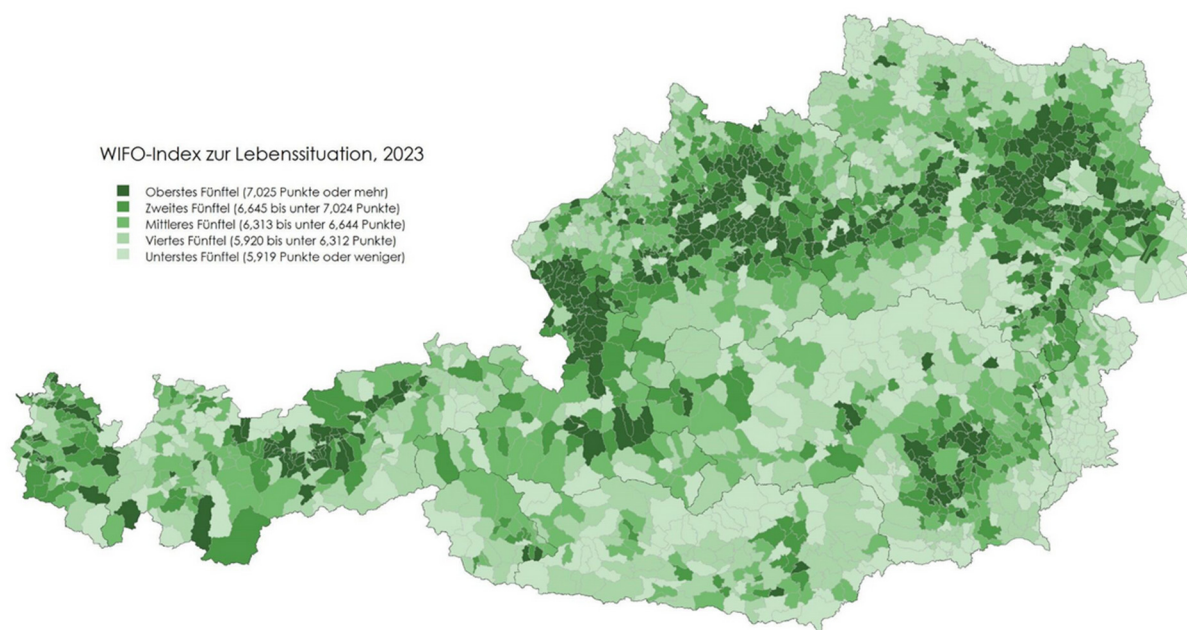 WIFO-Index zur Lebenssituation, 2023
Oberstes Fünftel (7,025 Punkte oder mehr)
Zweites Fünftel (6,645 bis unter 7,024 Punkte)
Mittleres Fünftel (6,313 bis unter 6,644 Punkte)
Viertes Fünftel (5,920 bis unter 6,312 Punkte)
Unterstes Fünftel (5,919 Punkte oder weniger)